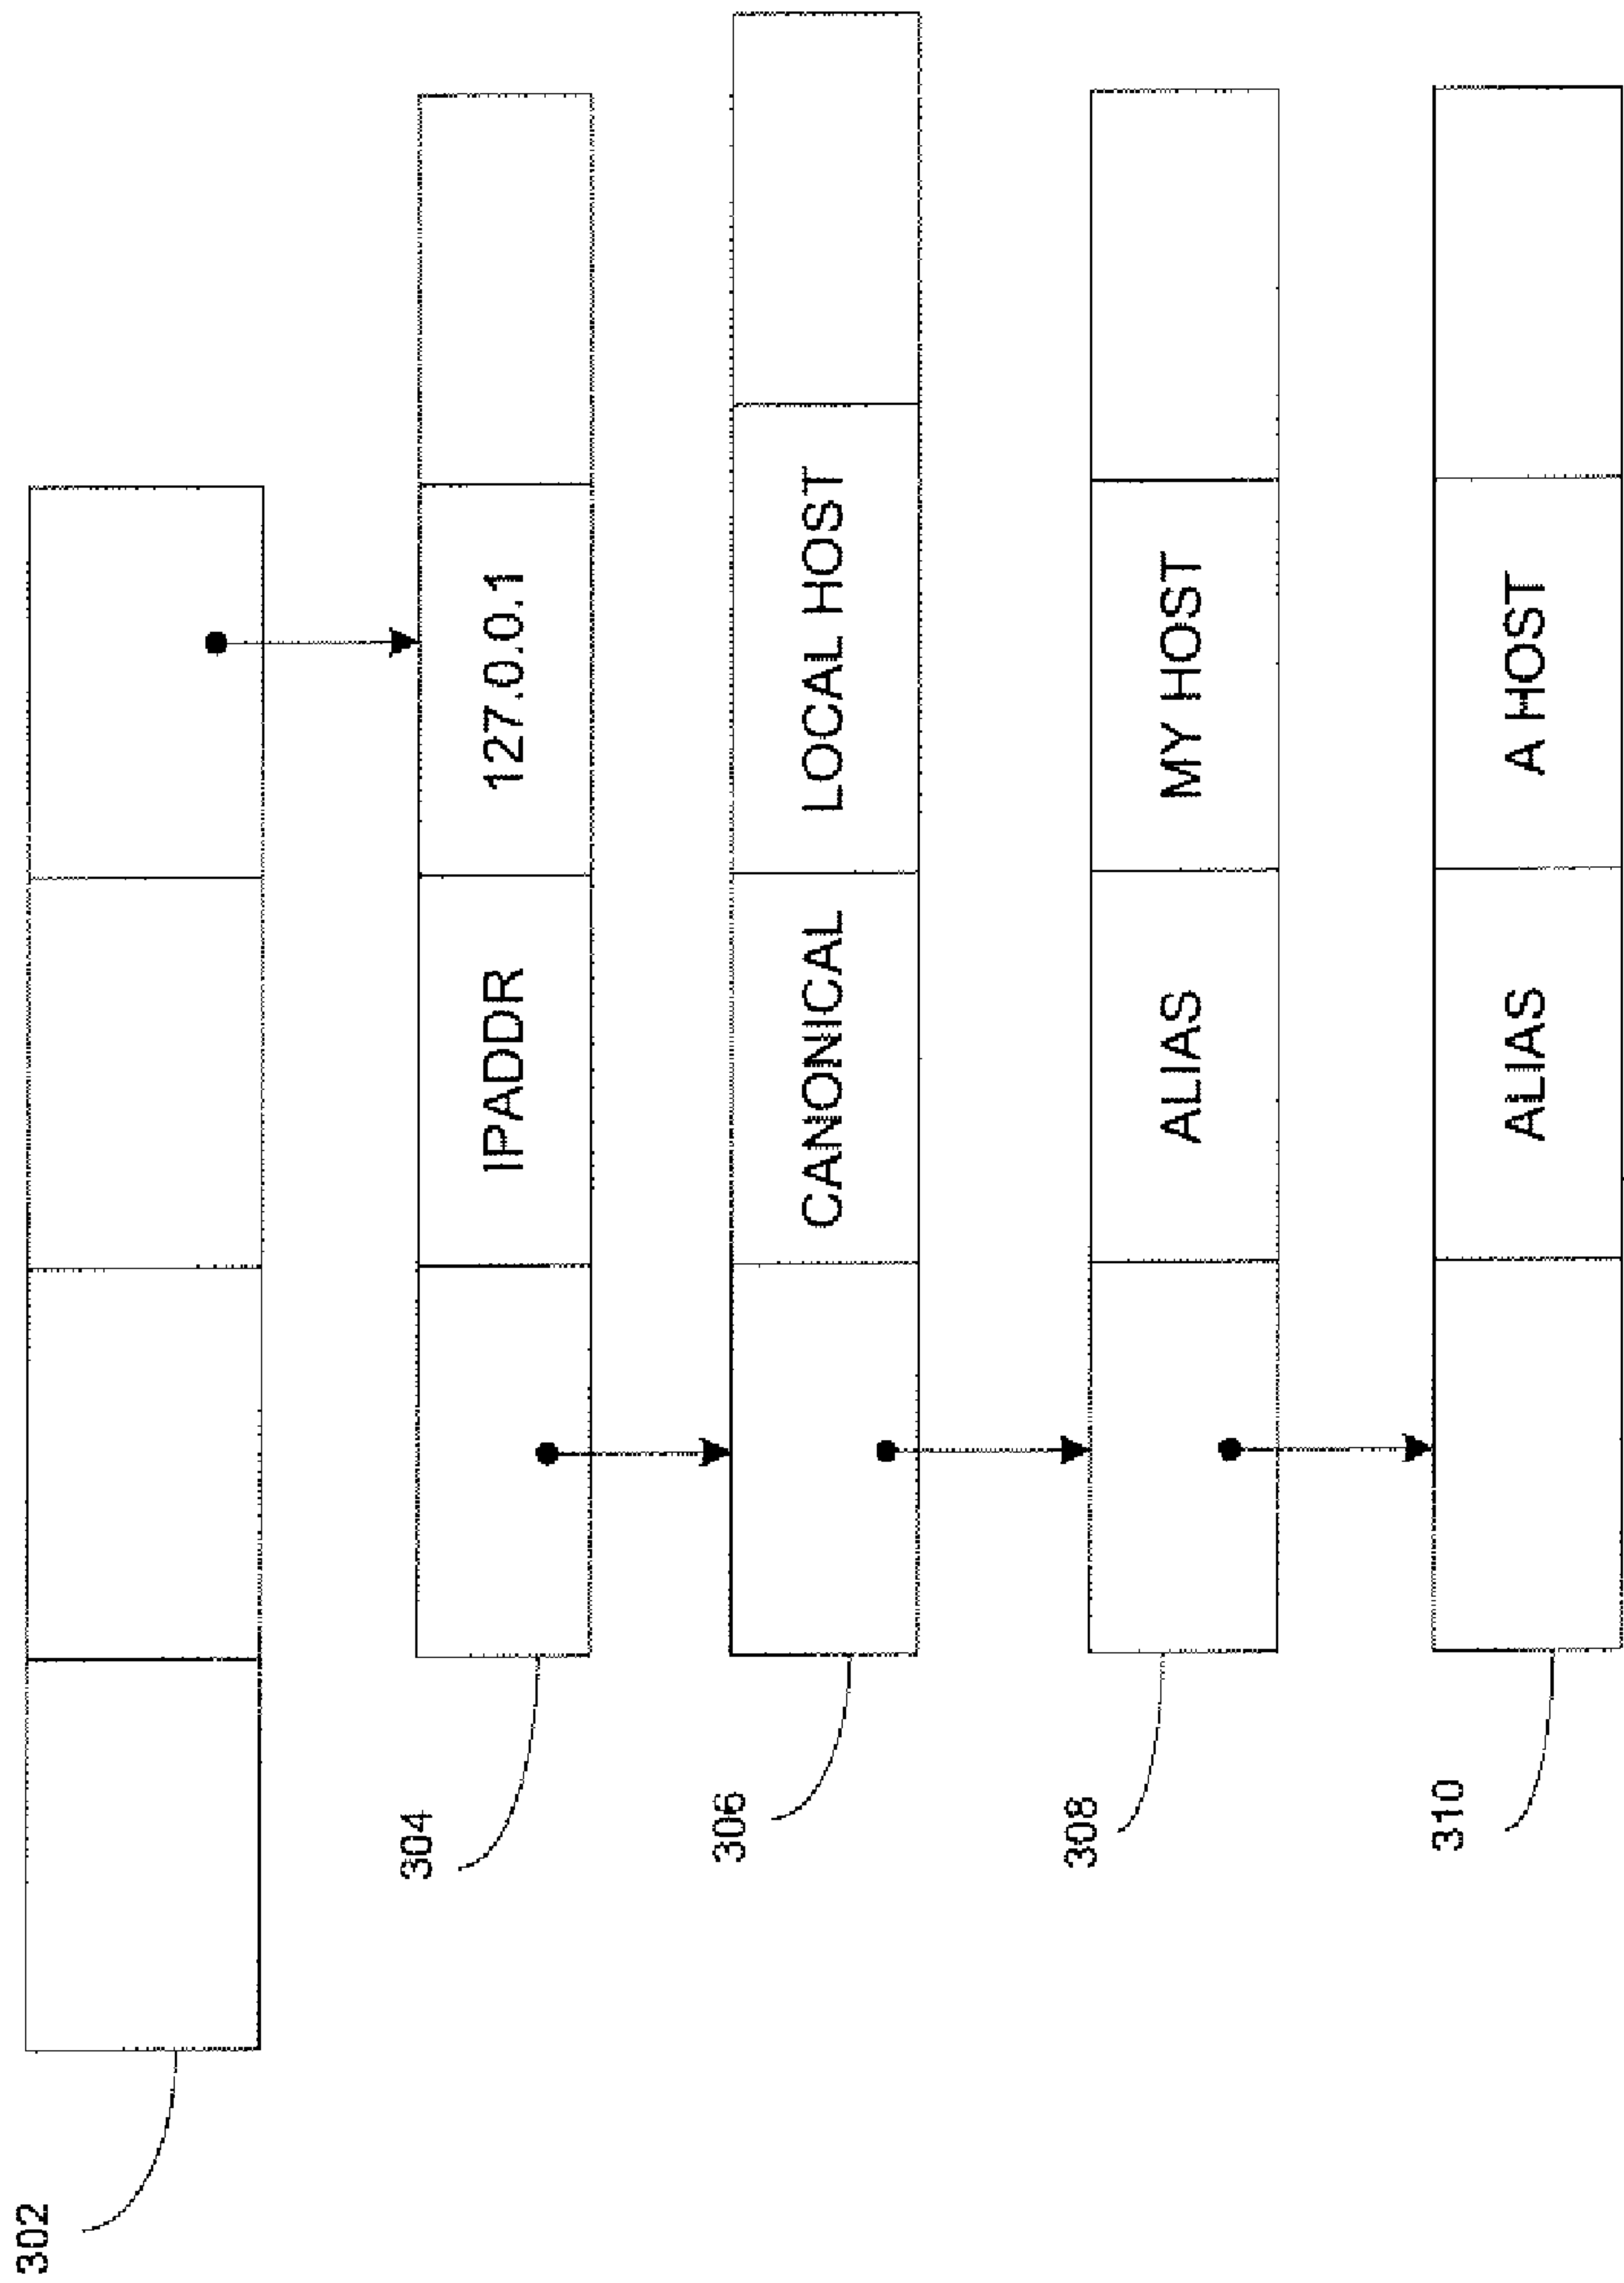 302
304
IPADDR
127.0.0.1
306
CANONICAL
LOCAL HOST
308
ALIAS
MY HOST
310
ALIAS
A HOST